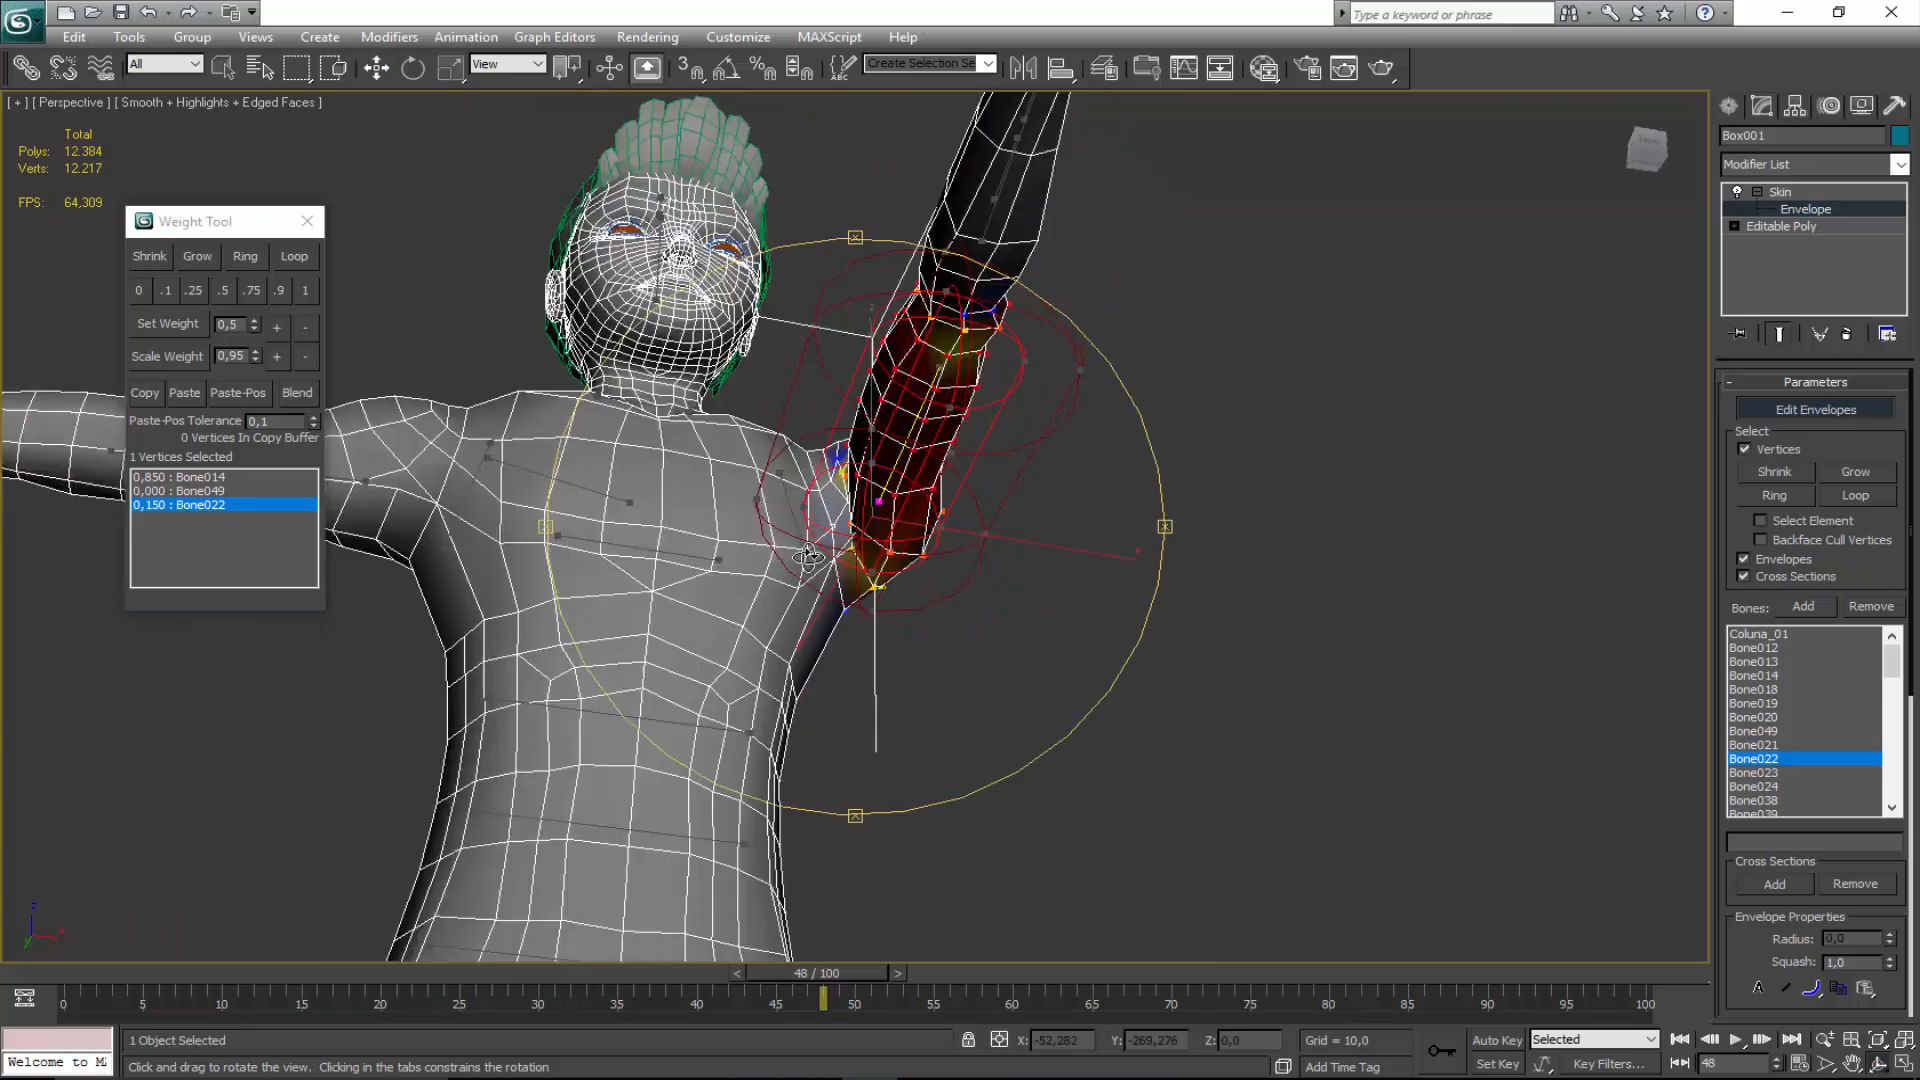 Type a keyword or phrase
Edit Tools Group Views Create Modifiers Animation Graph Editors Rendering Customize MAXScript Help
All View Create Selection Se
[ + ] [ Perspective ] [ Smooth + Highlights + Edged Faces ]
Total
Polys: 12.384
Verts: 12.217
FPS: 64,309
Weight Tool
Shrink Grow Ring Loop
0 .1 .25 .5 .75 .9 1
Set Weight 0,5 + -
Scale Weight 0,95 + -
Copy Paste Paste-Pos Blend
Paste-Pos Tolerance 0,1
0 Vertices In Copy Buffer
1 Vertices Selected
0,850 : Bone014
0,000 : Bone049
0,150 : Bone022
Box001
Modifier List
Skin
Envelope
Editable Poly
Parameters
Edit Envelopes
Select
Vertices
Shrink Grow
Ring Loop
Select Element
Backface Cull Vertices
Envelopes
Cross Sections
Bones: Add Remove
Coluna_01
Bone012
Bone013
Bone014
Bone018
Bone019
Bone020
Bone049
Bone021
Bone022
Bone023
Bone024
Bone038
Bone039
Cross Sections
Add Remove
Envelope Properties
Radius: 0,0
Squash: 1,0
< 48 / 100 >
0 5 10 15 20 25 30 35 40 45 50 55 60 65 70 75 80 85 90 95 100
1 Object Selected X: -52,282 Y: -269,276 Z: 0,0 Grid = 10,0 Auto Key Selected
Welcome to M Click and drag to rotate the view. Clicking in the tabs constrains the rotation Add Time Tag Set Key Key Filters... 48